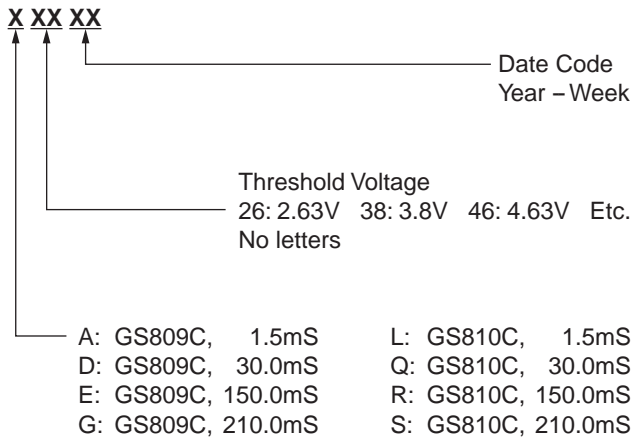 X XX XX
Date Code
Year – Week
Threshold Voltage
26: 2.63V 38: 3.8V 46: 4.63V Etc.
No letters
A: GS809C, 1.5mS L: GS810C, 1.5mS
D: GS809C, 30.0mS Q: GS810C, 30.0mS
E: GS809C, 150.0mS R: GS810C, 150.0mS
G: GS809C, 210.0mS S: GS810C, 210.0mS